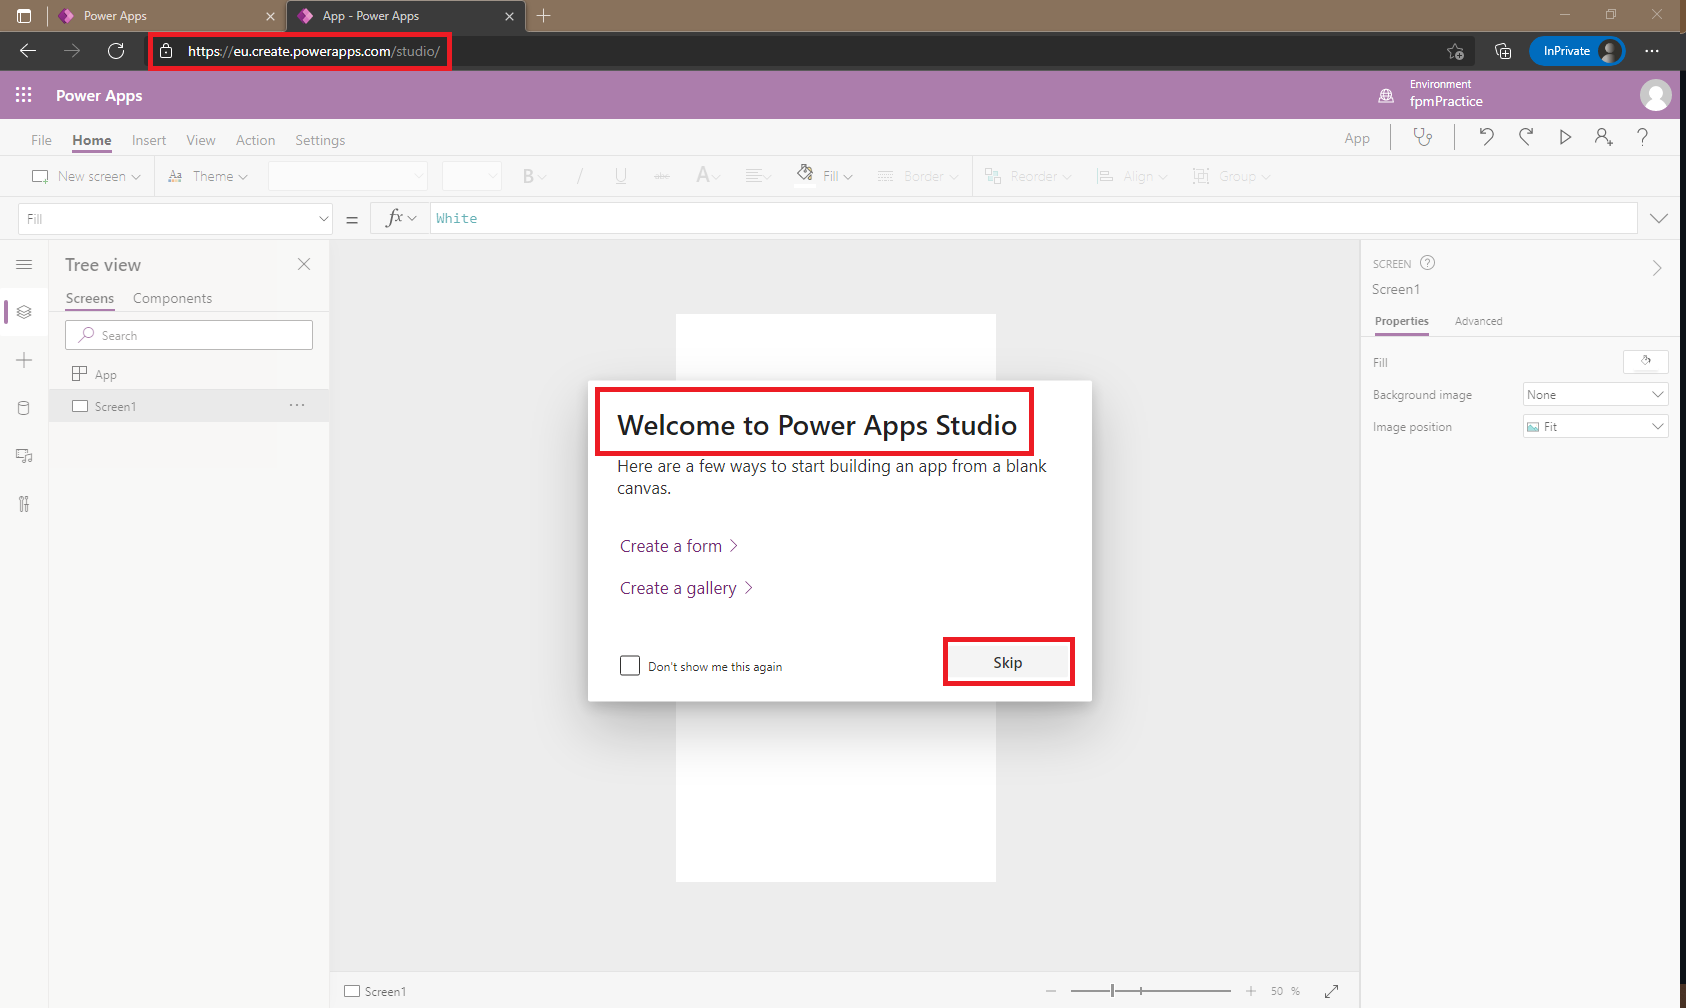 Power Apps
App - Power Apps
https://eu.create.powerapps.com/studio/
InPrivate
Power Apps
Environment
fpmPractice
File Home Insert View Action Settings
App
New screen
Theme
B / U abc A
Fill
Border
Reorder
Align
Group
Fill
= fx White
Tree view
Screens Components
Search
App
Screen1
SCREEN
Screen1
Properties Advanced
Fill
Background image None
Image position Fit
Welcome to Power Apps Studio
Here are a few ways to start building an app from a blank
canvas.
Create a form
Create a gallery
Don't show me this again
Skip
Screen1
50 %